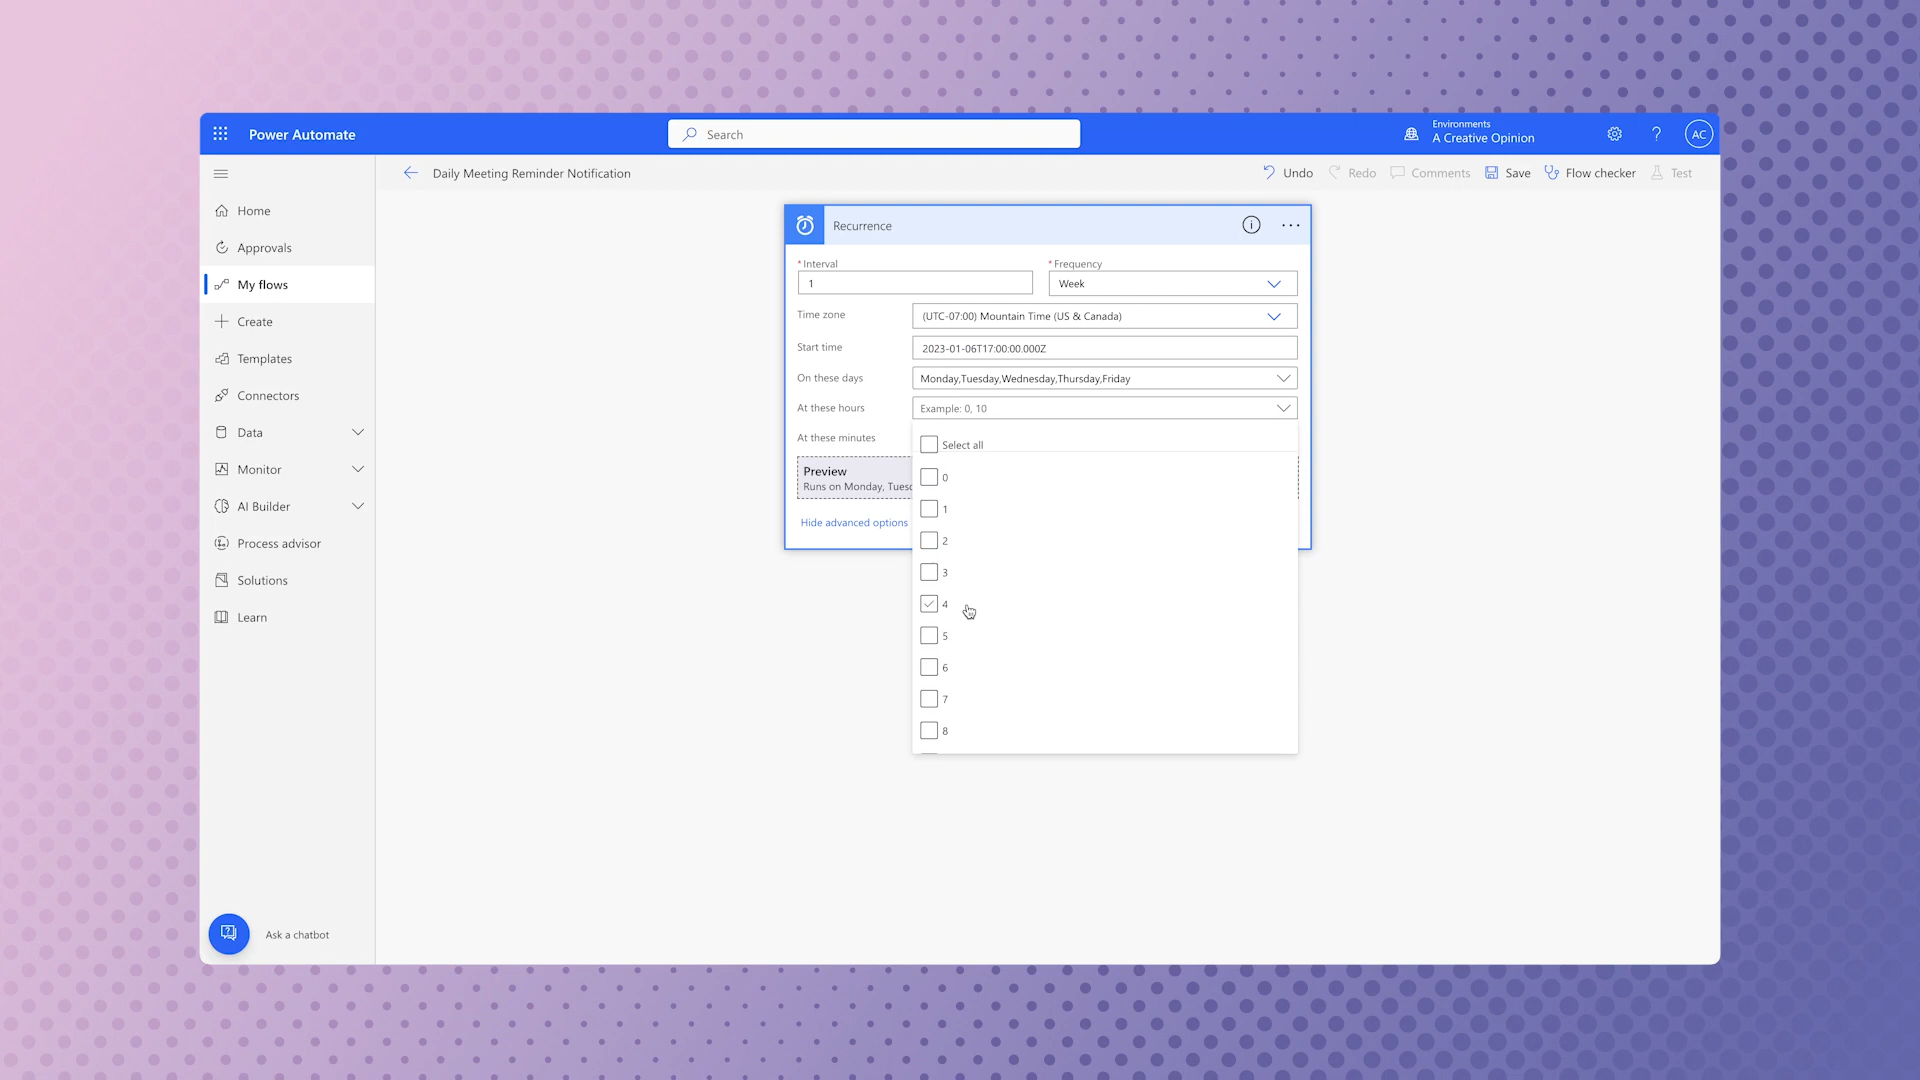 Power Automate
Search
Environments
A Creative Opinion
?
AC
Daily Meeting Reminder Notification
Undo
Redo
Comments
Save
Flow checker
Test
Home
Approvals
My flows
Create
Templates
Connectors
Data
Monitor
AI Builder
Process advisor
Solutions
Learn
Ask a chatbot
Recurrence
* Interval
1
* Frequency
Week
Time zone
(UTC-07:00) Mountain Time (US & Canada)
Start time
2023-01-06T17:00:00.000Z
On these days
Monday,Tuesday,Wednesday,Thursday,Friday
At these hours
Example: 0, 10
At these minutes
Preview
Runs on Monday, Tuesd
Hide advanced options
Select all
0
1
2
3
4
5
6
7
8